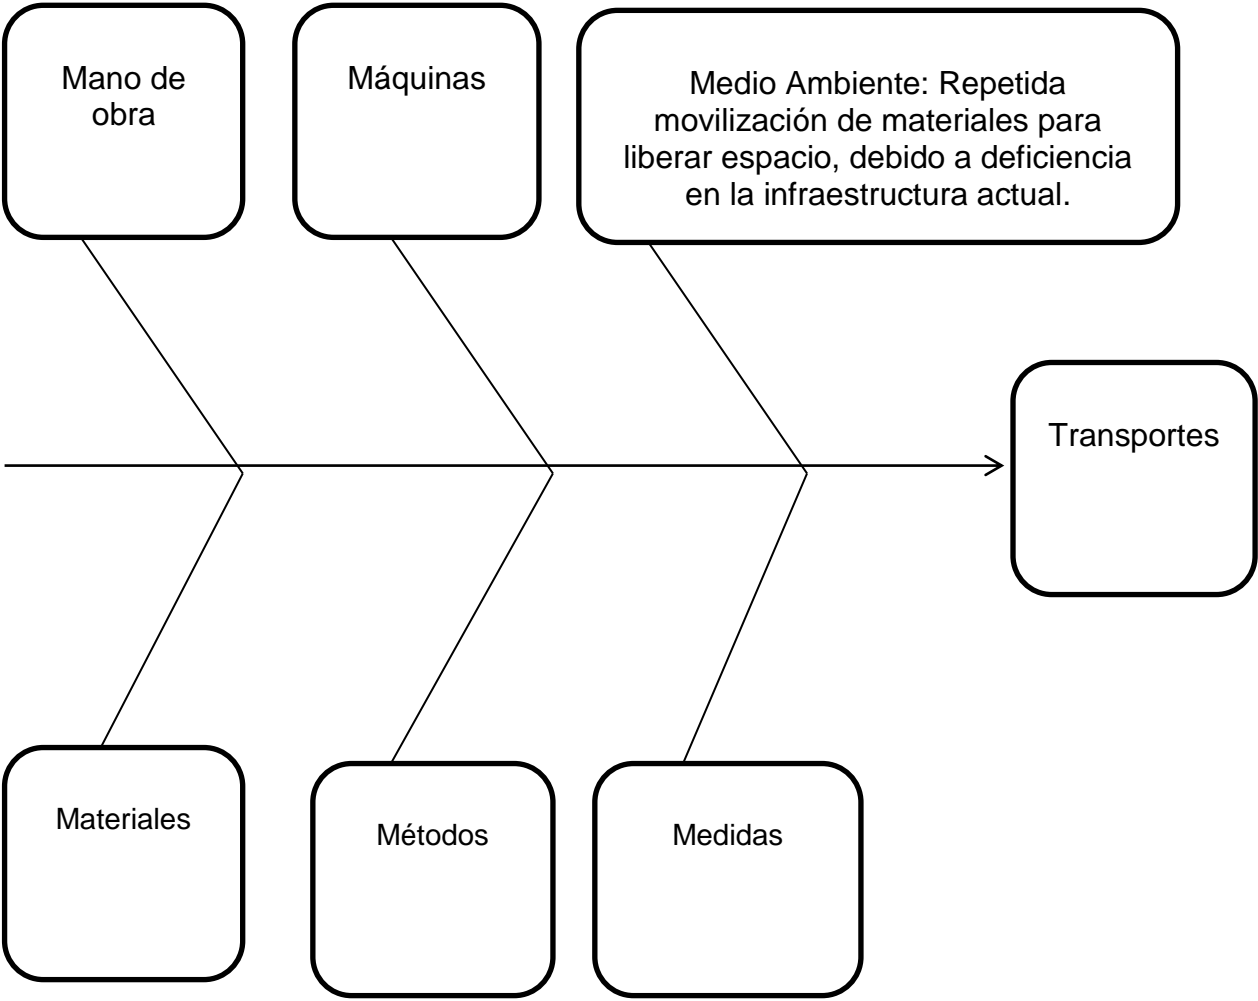 Mano de
obra
Máquinas
Medio Ambiente: Repetida
movilización de materiales para
liberar espacio, debido a deficiencia
en la infraestructura actual.
Transportes
Materiales
Métodos
Medidas